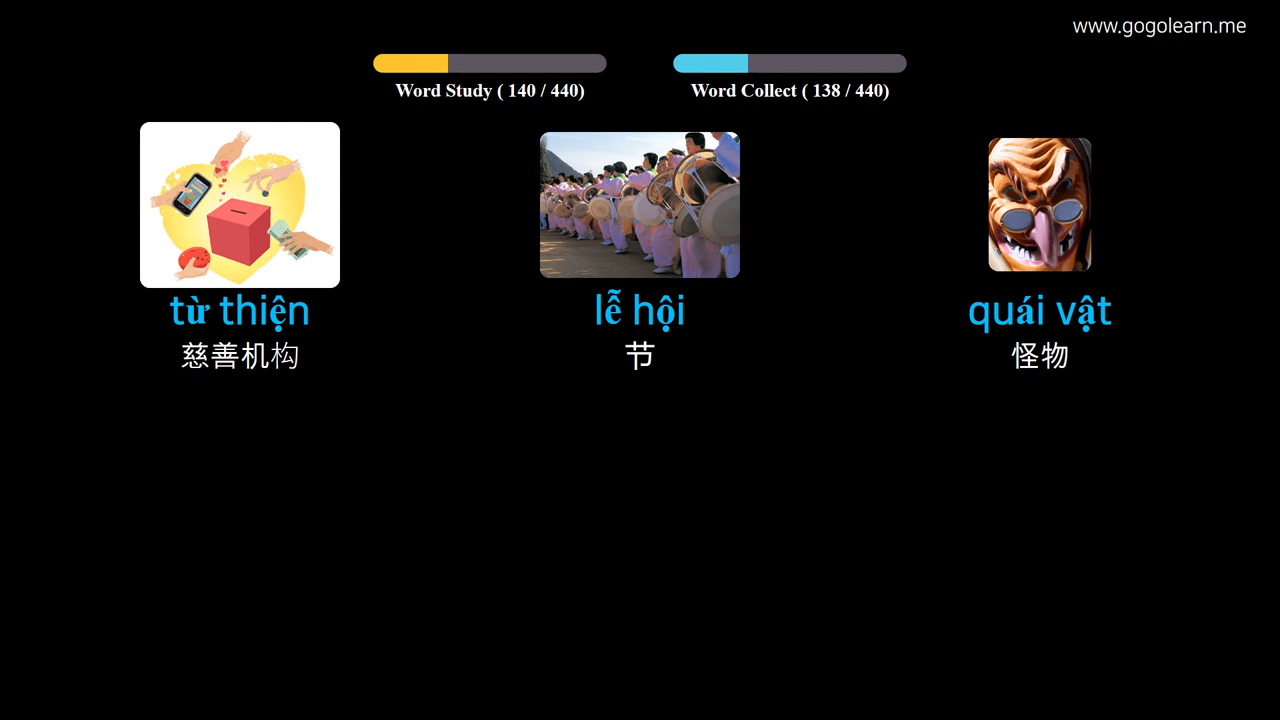 www.gogolearn.me
Word Study ( 140 / 440)
Word Collect ( 138 / 440)
từ thiện
慈善机构
lễ hội
节
quái vật
怪物